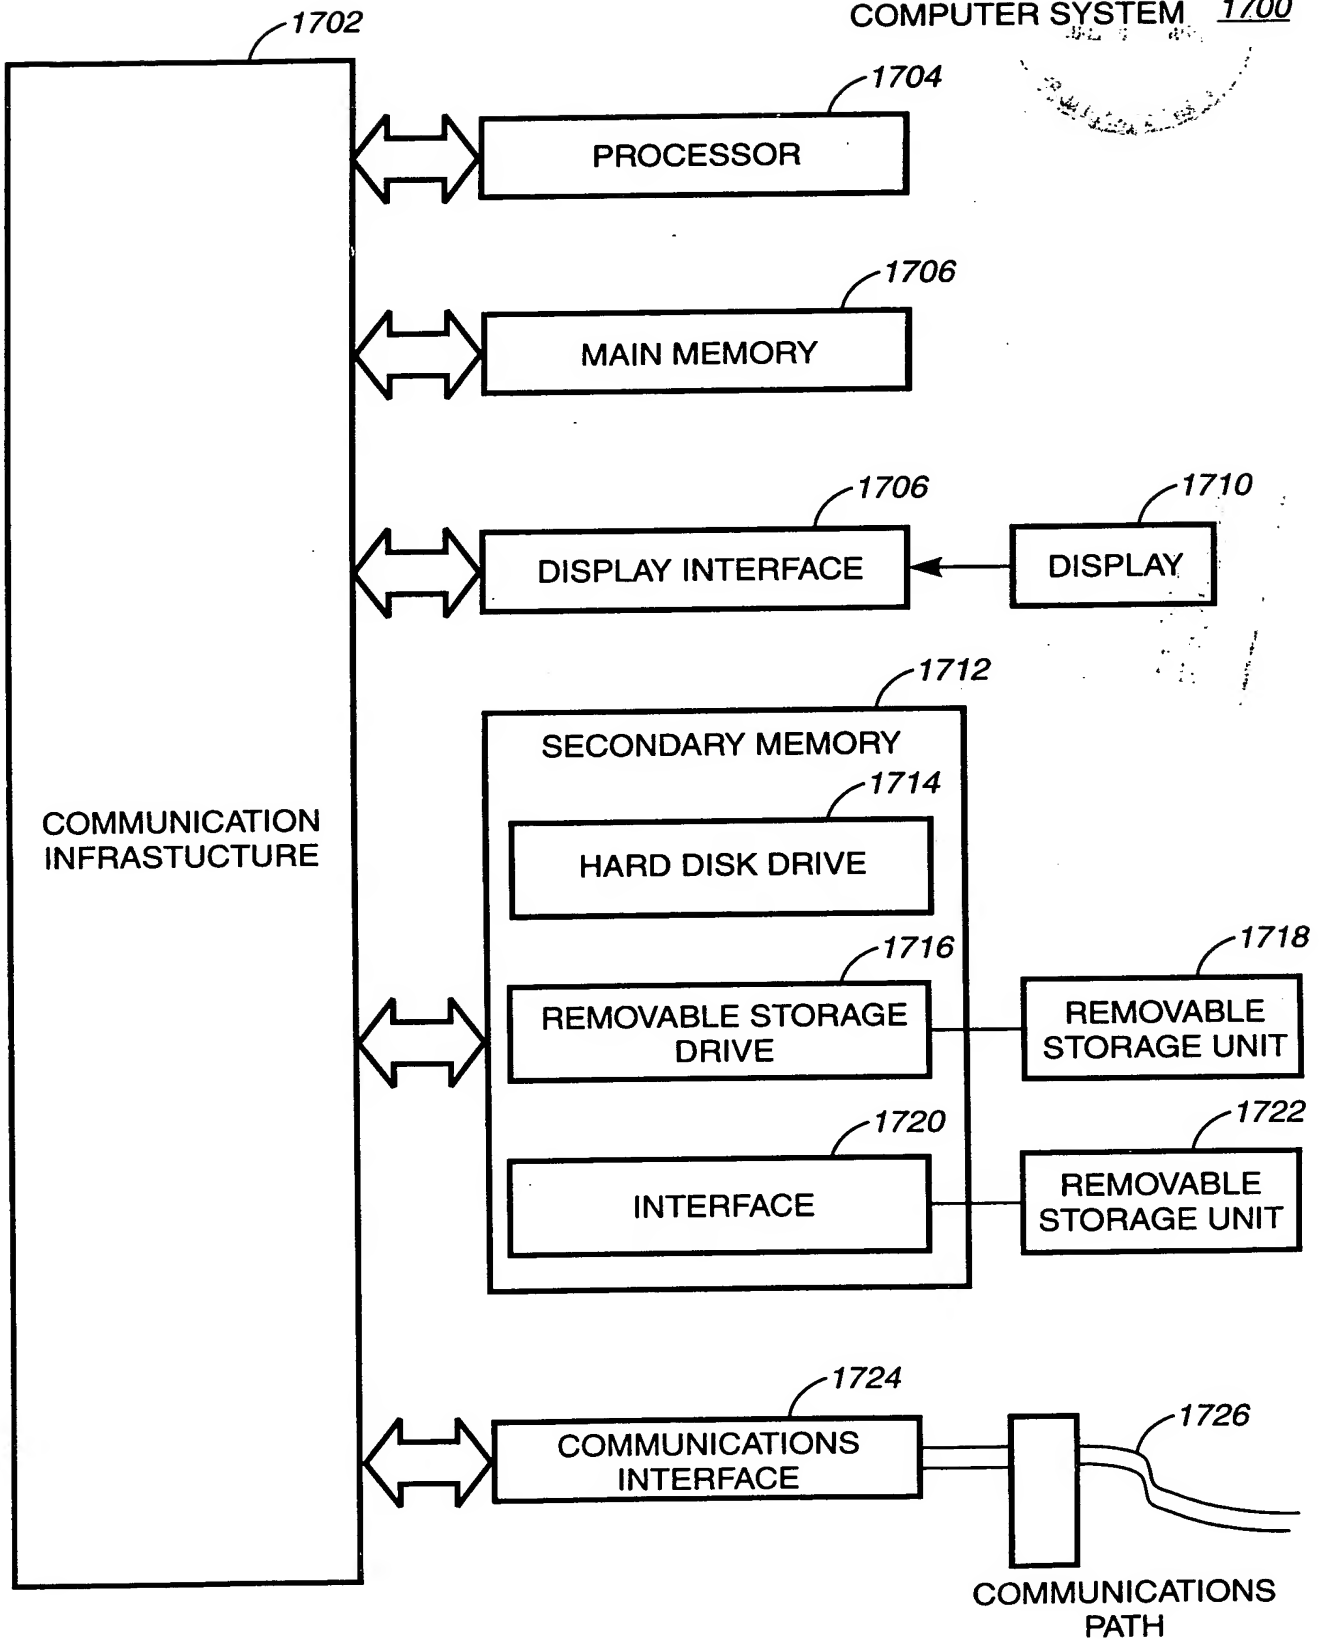 COMPUTER SYSTEM 1700
1702
1704
PROCESSOR
1706
MAIN MEMORY
1706
1710
DISPLAY INTERFACE
DISPLAY
1712
SECONDARY MEMORY
1714
HARD DISK DRIVE
COMMUNICATION
INFRASTUCTURE
1716
1718
REMOVABLE STORAGE
DRIVE
REMOVABLE
STORAGE UNIT
1720
1722
INTERFACE
REMOVABLE
STORAGE UNIT
1724
1726
COMMUNICATIONS
INTERFACE
COMMUNICATIONS
PATH